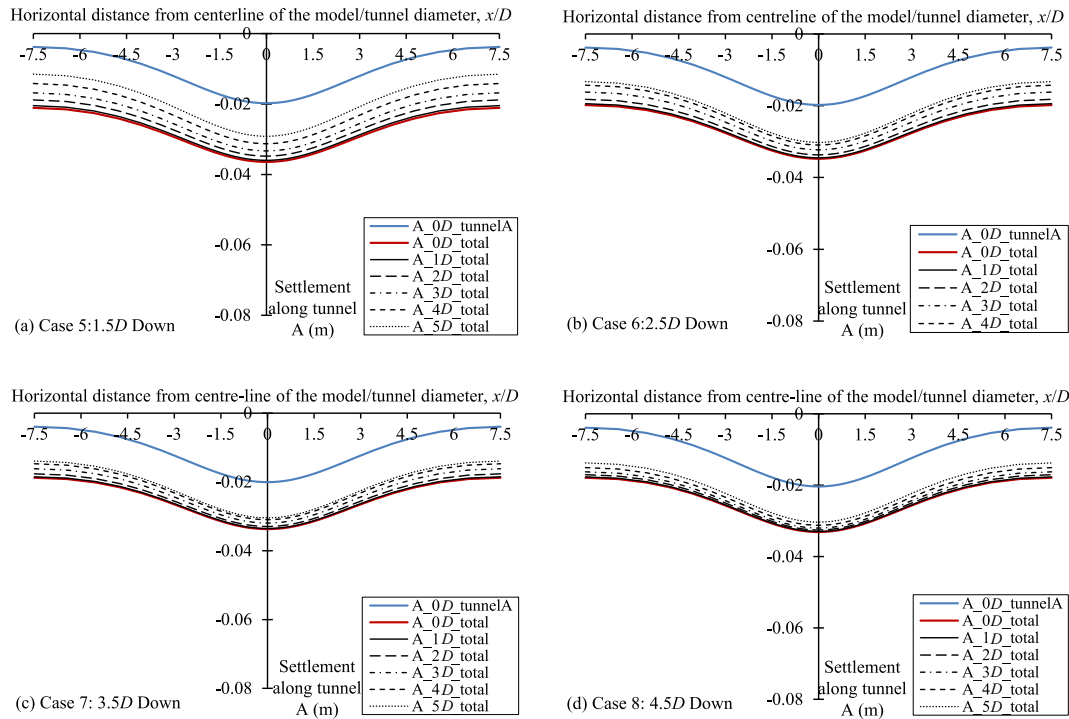 Horizontal distance from centerline of the model/tunnel diameter, x/D
0
-7.5 -6 -4.5 -3 -1.5 0 1.5 3 4.5 6 7.5
-0.02
-0.04
-0.06
-0.08
A_0D_tunnelA
A_0D_total
A_1D_total
A_2D_total
A_3D_total
A_4D_total
A_5D_total
Settlement
along tunnel
A (m)
(a) Case 5:1.5D Down
Horizontal distance from centreline of the model/tunnel diameter, x/D
0
-7.5 -6 -4.5 -3 -1.5 0 1.5 3 4.5 6 7.5
-0.02
-0.04
-0.06
-0.08
A_0D_tunnelA
A_0D_total
A_1D_total
A_2D_total
A_3D_total
A_4D_total
Settlement
along tunnel
A (m)
(b) Case 6:2.5D Down
Horizontal distance from centre-line of the model/tunnel diameter, x/D
0
-7.5 -6 -4.5 -3 -1.5 0 1.5 3 4.5 6 7.5
-0.02
-0.04
-0.06
-0.08
A_0D_tunnelA
A_0D_total
A_1D_total
A_2D_total
A_3D_total
A_4D_total
A_5D_total
Settlement
along tunnel
A (m)
(c) Case 7: 3.5D Down
Horizontal distance from centre-line of the model/tunnel diameter, x/D
0
-7.5 -6 -4.5 -3 -1.5 0 1.5 3 4.5 6 7.5
-0.02
-0.04
-0.06
-0.08
A_0D_tunnelA
A_0D_total
A_1D_total
A_2D_total
A_3D_total
A_4D_total
A_5D_total
Settlement
along tunnel
A (m)
(d) Case 8: 4.5D Down